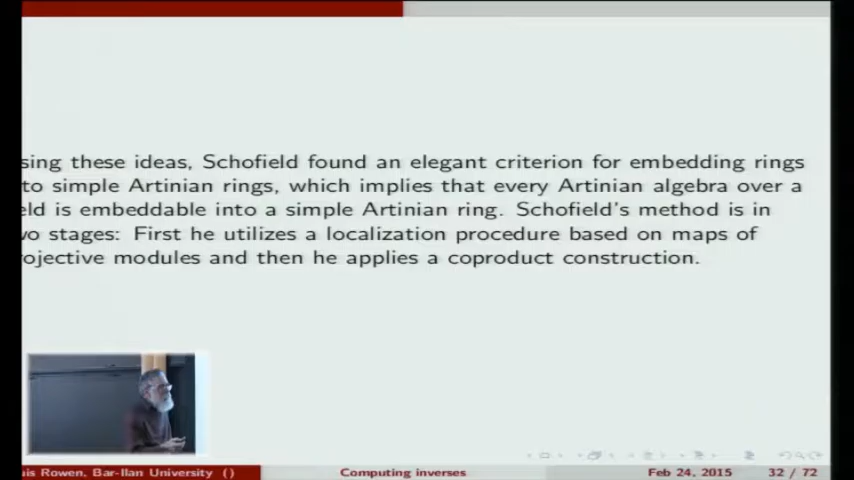 sing these ideas, Schofield found an elegant criterion for embedding rings
to simple Artinian rings, which implies that every Artinian algebra over a
eld is embeddable into a simple Artinian ring. Schofield's method is in
wo stages: First he utilizes a localization procedure based on maps of
ojective modules and then he applies a coproduct construction.
uis Rowen, Bar-Ilan University ()
Computing inverses
Feb 24, 2015
32 / 72